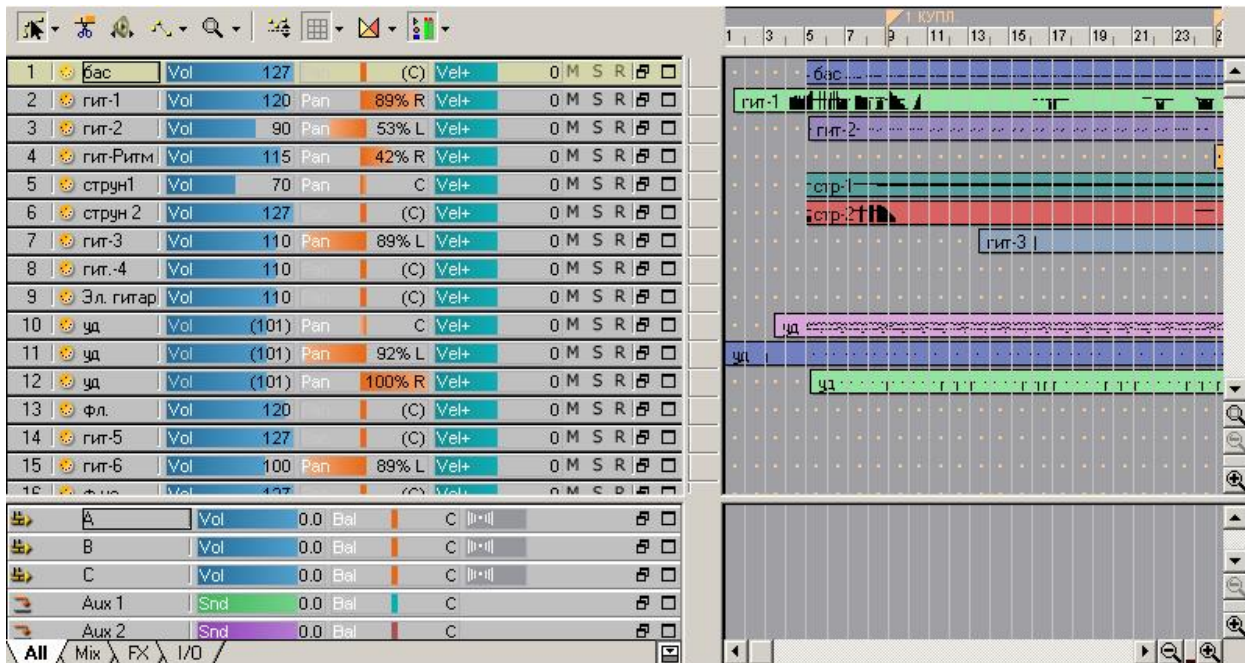 1 КУПЛ
1 3 5 7 9 11 13 15 17 19 21 23
1 бас Vol 127 (C) Vel+ 0 M S R бас
2 гит-1 Vol 120 Pan 89% R Vel+ 0 M S R гит-1
3 гит-2 Vol 90 Pan 53% L Vel+ 0 M S R гит-2
4 гит-Ритм Vol 115 Pan 42% R Vel+ 0 M S R
5 струн1 Vol 70 Pan C Vel+ 0 M S R стр-1
6 струн 2 Vol 127 (C) Vel+ 0 M S R стр-2
7 гит-3 Vol 110 Pan 89% L Vel+ 0 M S R гит-3
8 гит.-4 Vol 110 (C) Vel+ 0 M S R
9 Эл. гитар Vol 110 (C) Vel+ 0 M S R
10 уд Vol (101) Pan C Vel+ 0 M S R уд
11 уд Vol (101) Pan 92% L Vel+ 0 M S R уд
12 уд Vol (101) Pan 100% R Vel+ 0 M S R уд
13 фл. Vol 120 (C) Vel+ 0 M S R
14 гит-5 Vol 127 (C) Vel+ 0 M S R
15 гит-6 Vol 100 Pan 89% L Vel+ 0 M S R
A Vol 0.0 Bal C
B Vol 0.0 Bal C
C Vol 0.0 Bal C
Aux 1 Snd 0.0 Bal C
Aux 2 Snd 0.0 Bal C
All Mix FX I/O